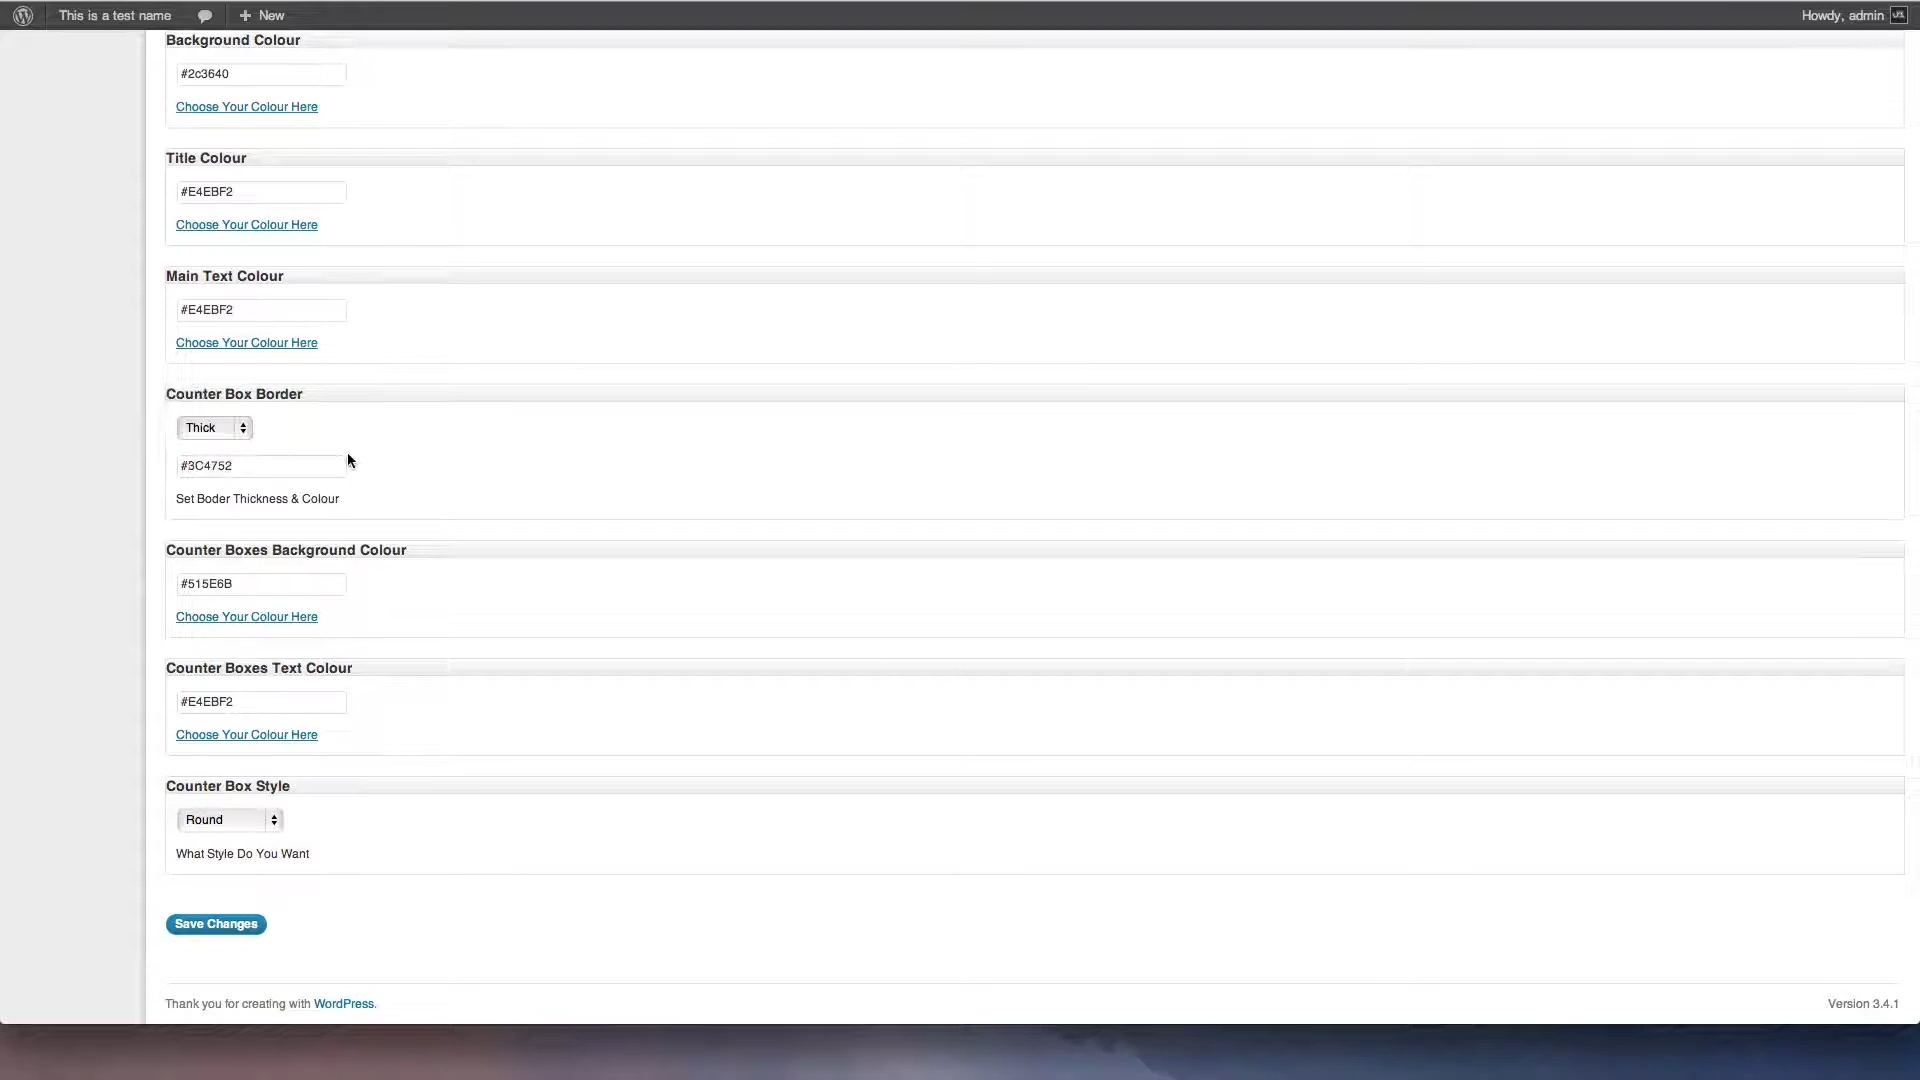 This is a test name New Howdy, admin
Background Colour
#2c3640
Choose Your Colour Here
Title Colour
#E4EBF2
Choose Your Colour Here
Main Text Colour
#E4EBF2
Choose Your Colour Here
Counter Box Border
Thick
#3C4752
Set Boder Thickness & Colour
Counter Boxes Background Colour
#515E6B
Choose Your Colour Here
Counter Boxes Text Colour
#E4EBF2
Choose Your Colour Here
Counter Box Style
Round
What Style Do You Want
Save Changes
Thank you for creating with WordPress. Version 3.4.1